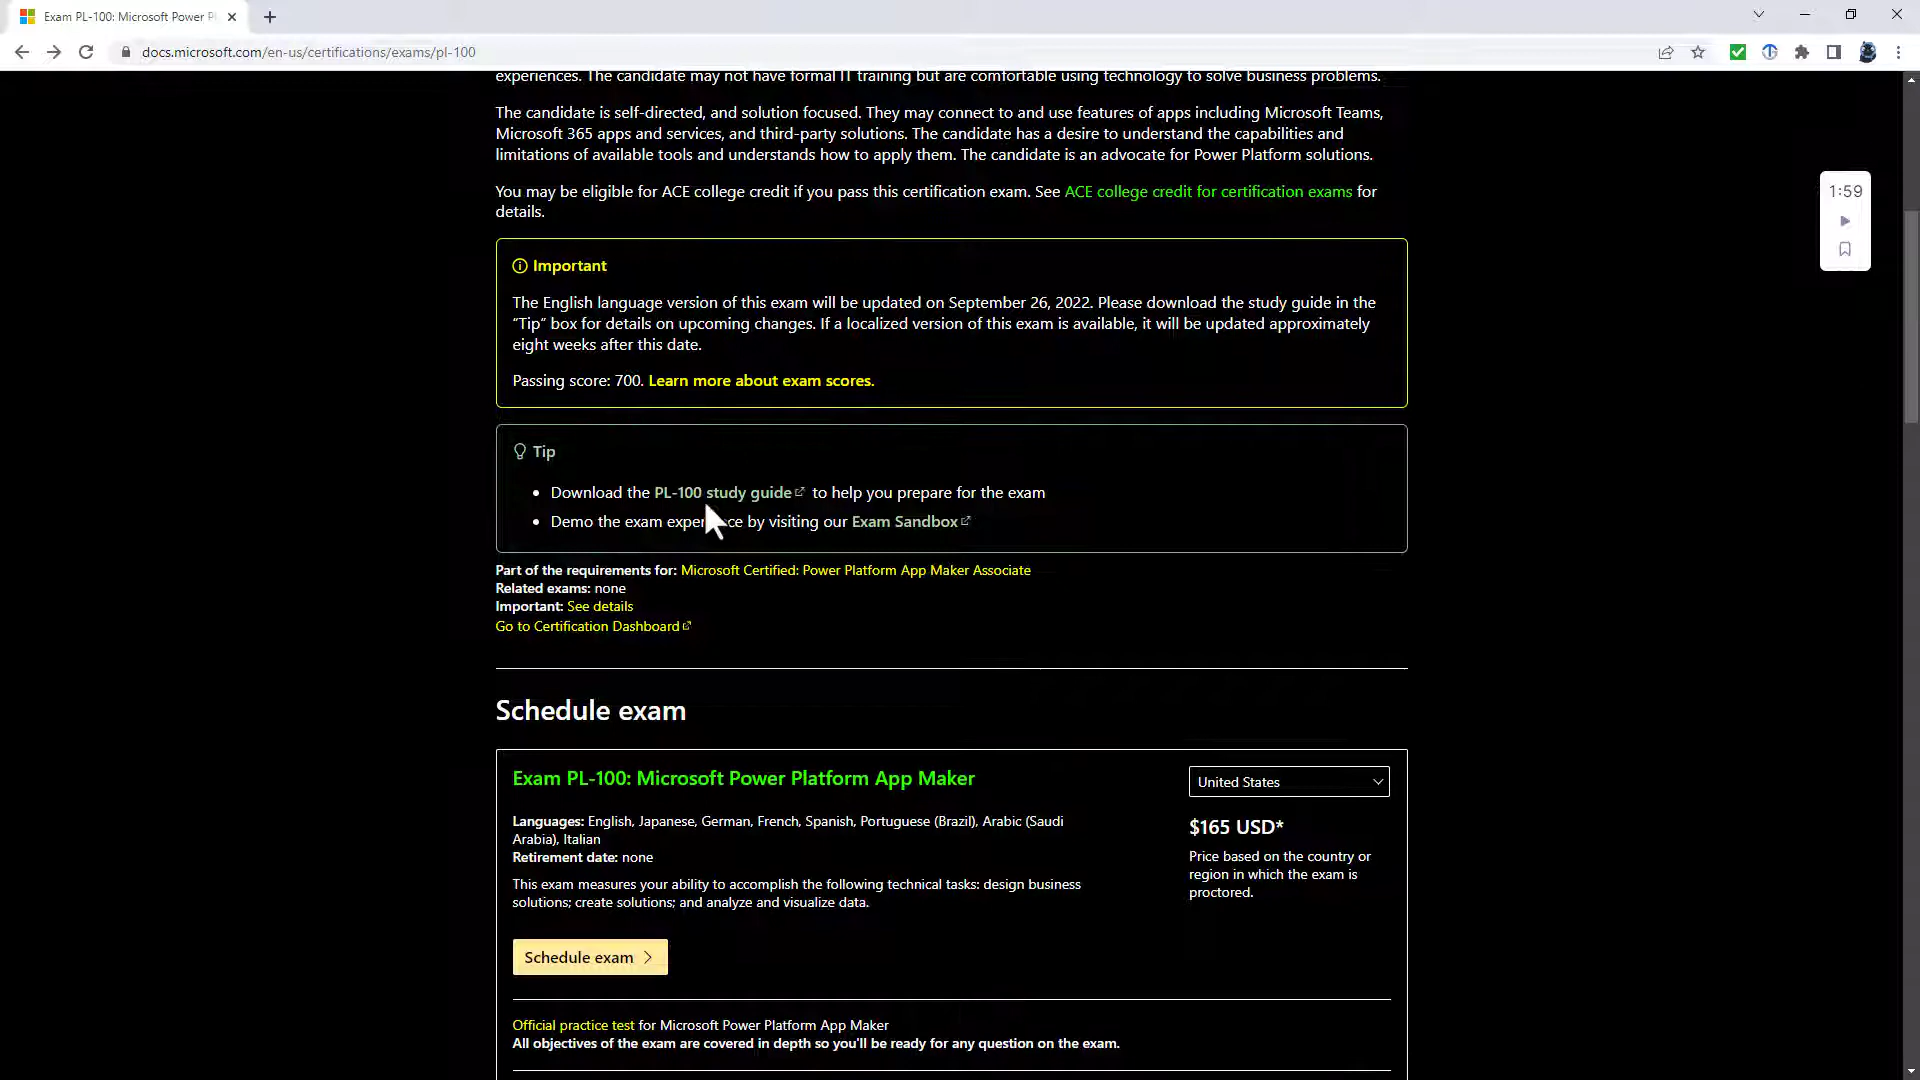 Exam PL-100: Microsoft Power Pl
docs.microsoft.com/en-us/certifications/exams/pl-100
experiences. The candidate may not have formal IT training but are comfortable using technology to solve business problems.
The candidate is self-directed, and solution focused. They may connect to and use features of apps including Microsoft Teams,
Microsoft 365 apps and services, and third-party solutions. The candidate has a desire to understand the capabilities and
limitations of available tools and understands how to apply them. The candidate is an advocate for Power Platform solutions.
1:59
You may be eligible for ACE college credit if you pass this certification exam. See ACE college credit for certification exams for
details.
Important
The English language version of this exam will be updated on September 26, 2022. Please download the study guide in the
“Tip” box for details on upcoming changes. If a localized version of this exam is available, it will be updated approximately
eight weeks after this date.
Passing score: 700. Learn more about exam scores.
Tip
• Download the PL-100 study guide to help you prepare for the exam
• Demo the exam experience by visiting our Exam Sandbox
Part of the requirements for: Microsoft Certified: Power Platform App Maker Associate
Related exams: none
Important: See details
Go to Certification Dashboard
Schedule exam
Exam PL-100: Microsoft Power Platform App Maker
Languages: English, Japanese, German, French, Spanish, Portuguese (Brazil), Arabic (Saudi
Arabia), Italian
Retirement date: none
This exam measures your ability to accomplish the following technical tasks: design business
solutions; create solutions; and analyze and visualize data.
Schedule exam
United States
$165 USD*
Price based on the country or
region in which the exam is
proctored.
Official practice test for Microsoft Power Platform App Maker
All objectives of the exam are covered in depth so you'll be ready for any question on the exam.